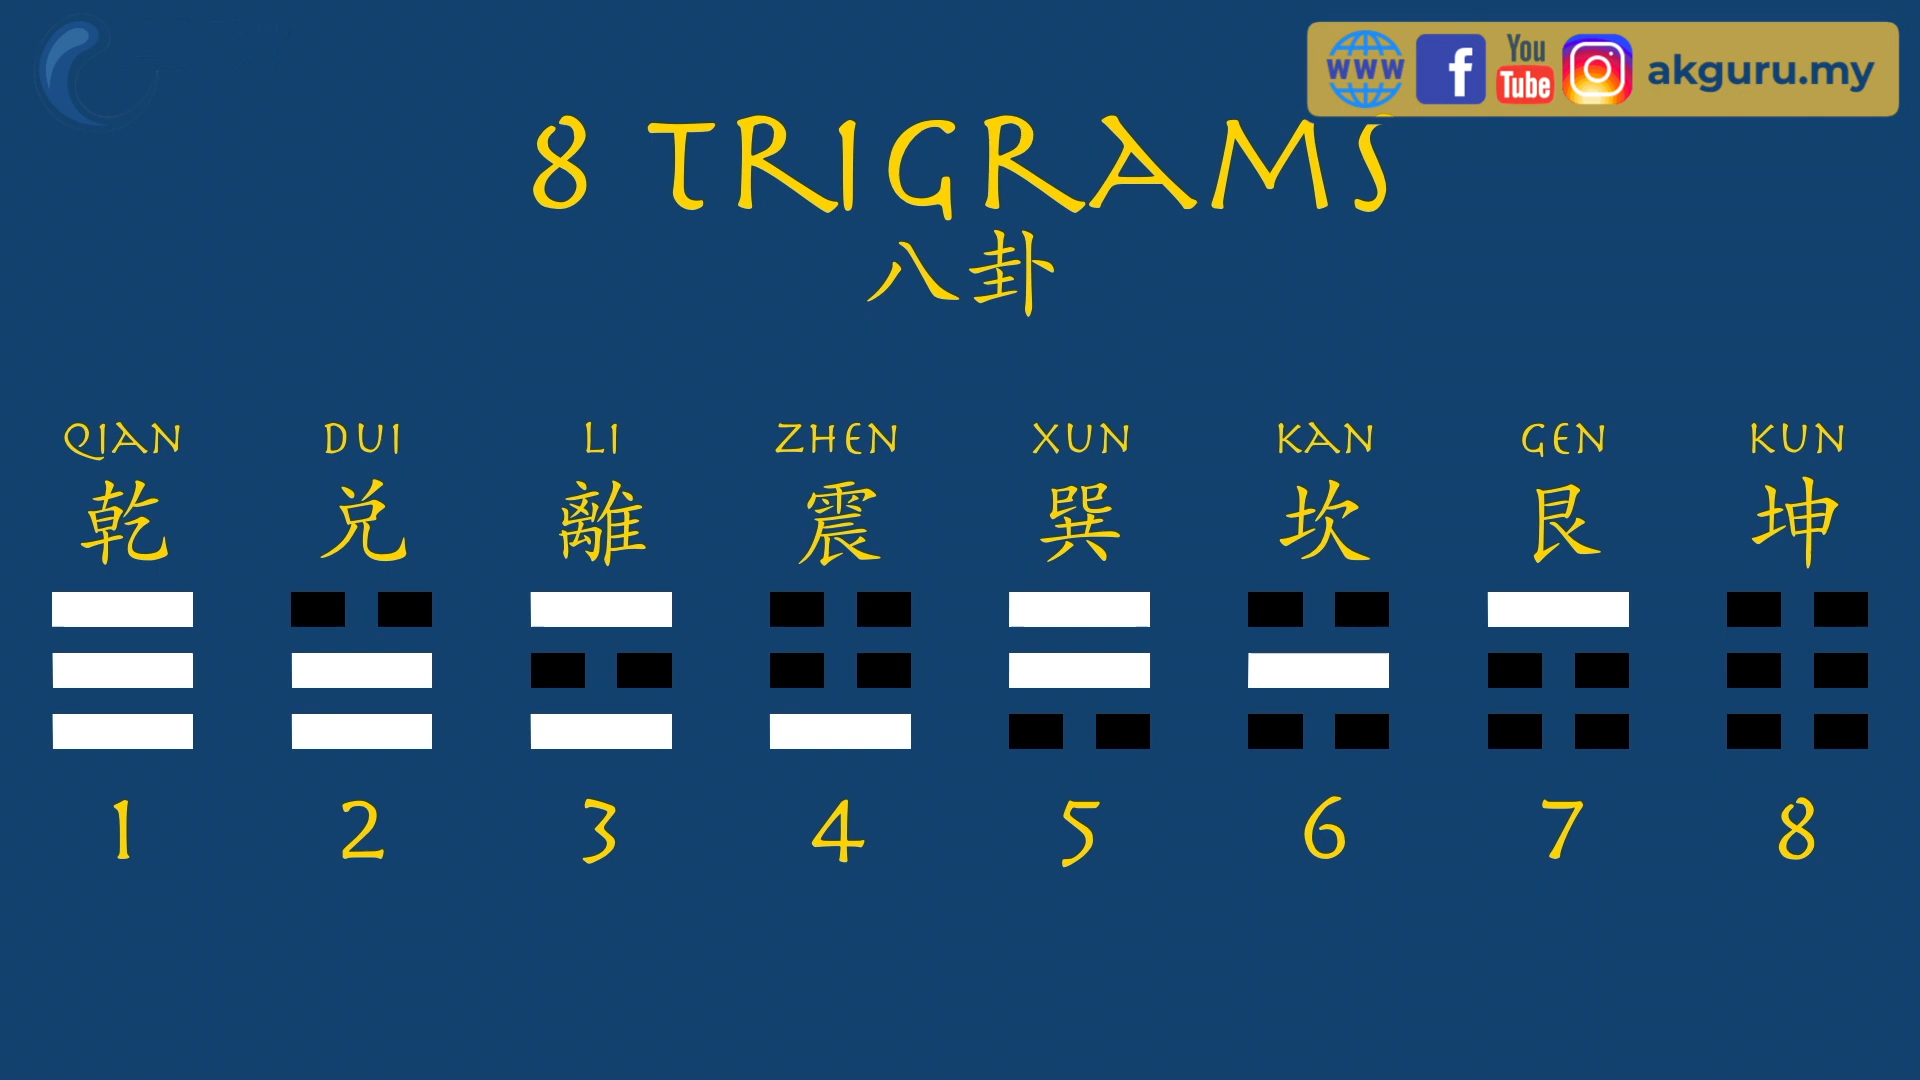 www f You Tube akguru.my
8 TRIGRAMS
八卦
QIAN DUI LI ZHEN XUN KAN GEN KUN
乾 兌 離 震 巽 坎 艮 坤
1 2 3 4 5 6 7 8